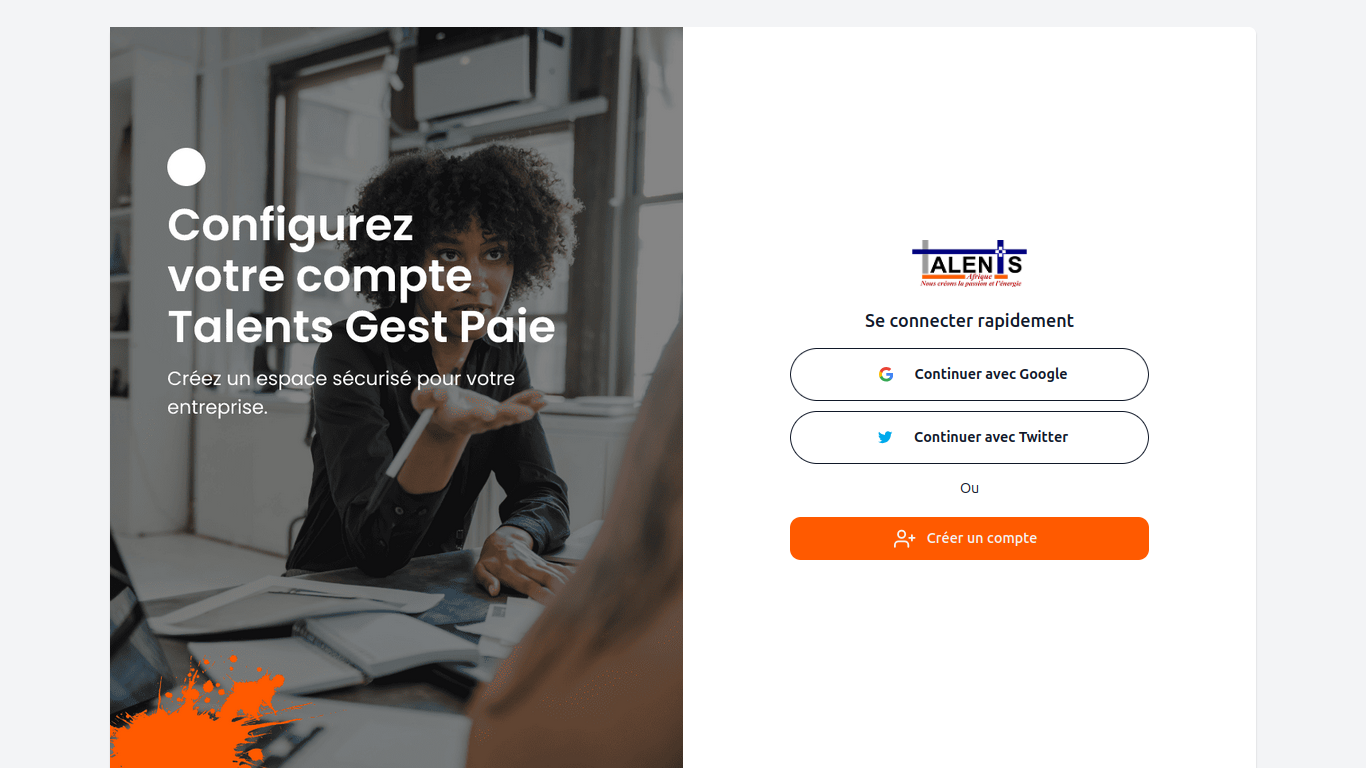 Configurez
votre compte
Talents Gest Paie
Créez un espace sécurisé pour votre
entreprise.
TALENTS
Afrique
Nous créons la passion et l'énergie
Se connecter rapidement
Continuer avec Google
Continuer avec Twitter
Ou
Créer un compte